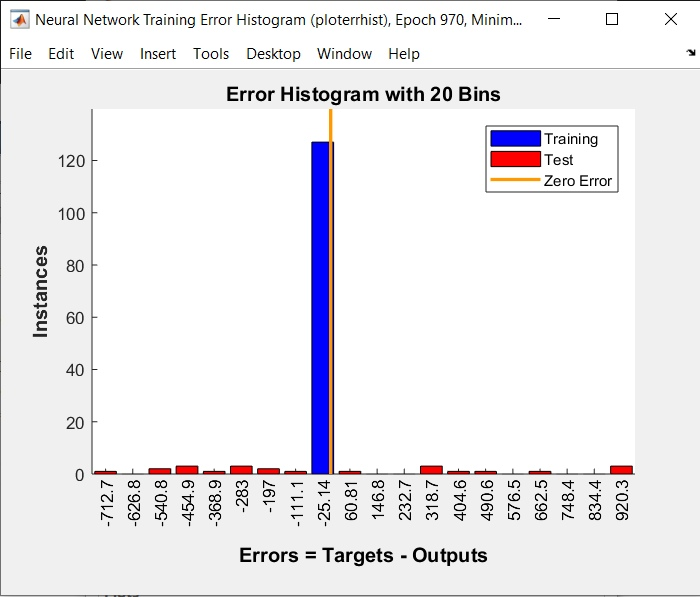 Neural Network Training Error Histogram (ploterrhist), Epoch 970, Minim...
File Edit View Insert Tools Desktop Window Help
Error Histogram with 20 Bins
Training
Test
Zero Error
120
100
80
60
40
20
0
Instances
-712.7 -626.8 -540.8 -454.9 -368.9 -283 -197 -111.1 -25.14 60.81 146.8 232.7 318.7 404.6 490.6 576.5 662.5 748.4 834.4 920.3
Errors = Targets - Outputs